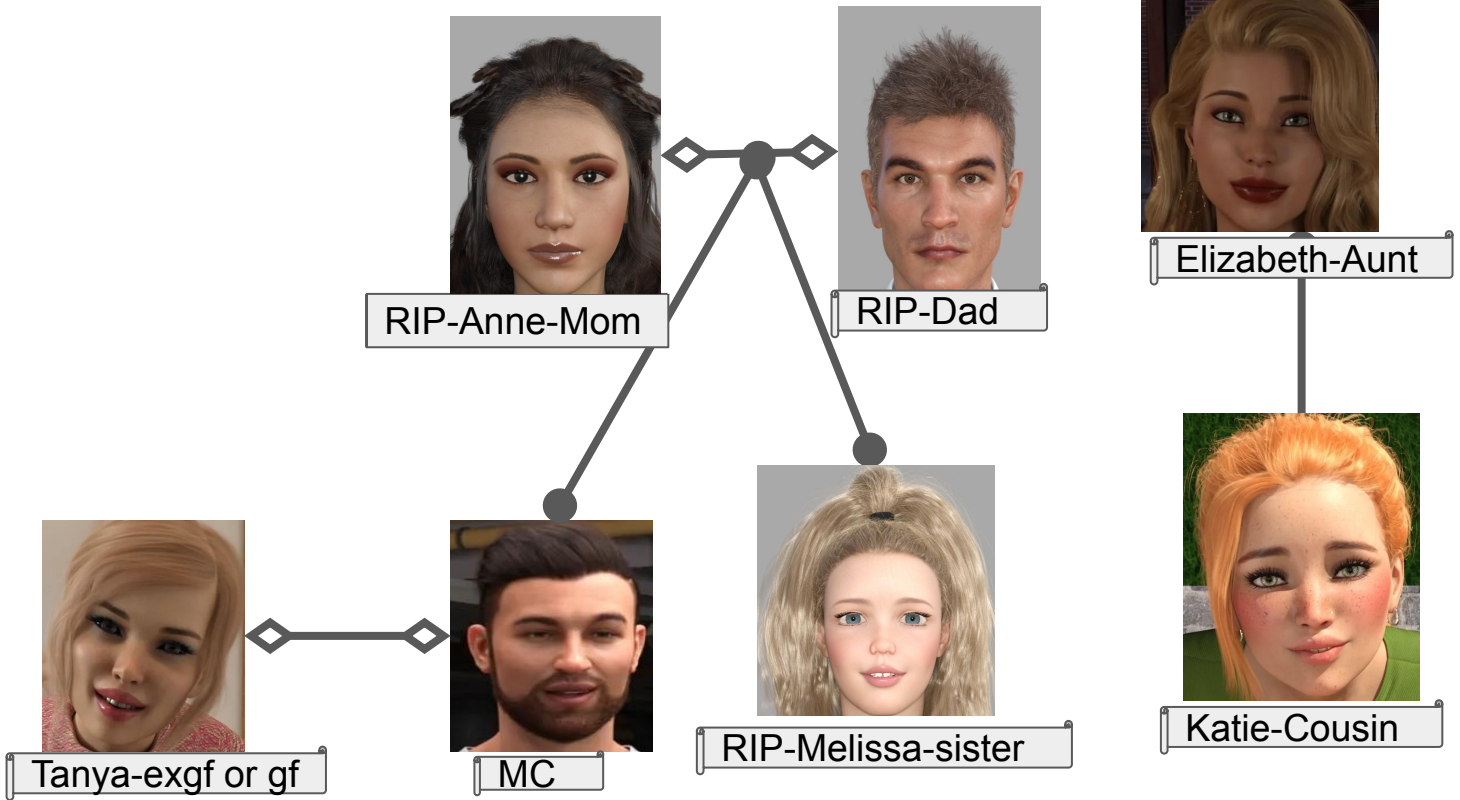 RIP-Anne-Mom
RIP-Dad
Elizabeth-Aunt
Tanya-exgf or gf
MC
RIP-Melissa-sister
Katie-Cousin